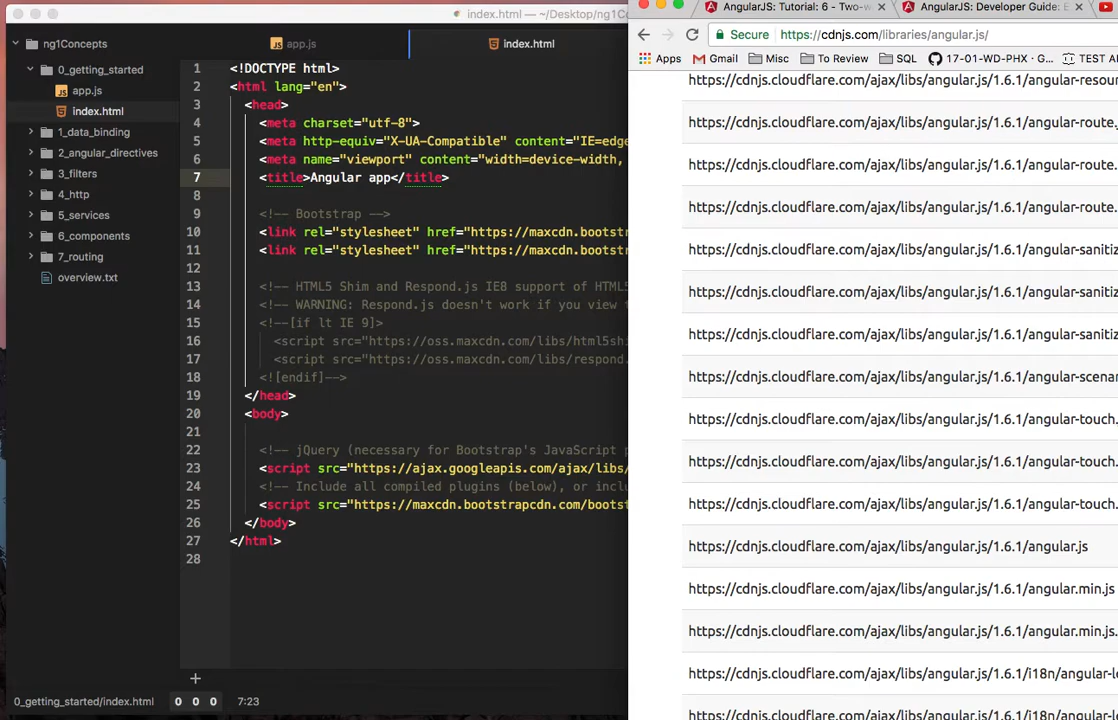 index.html — ~/Desktop/ng1Co
ng1Concepts
0_getting_started
app.js
index.html
1_data_binding
2_angular_directives
3_filters
4_http
5_services
6_components
7_routing
overview.txt
app.js
index.html
1 <!DOCTYPE html>
2 <html lang="en">
3 <head>
4 <meta charset="utf-8">
5 <meta http-equiv="X-UA-Compatible" content="IE=edge
6 <meta name="viewport" content="width=device-width,
7 <title>Angular app</title>
8
9 <!-- Bootstrap -->
10 <link rel="stylesheet" href="https://maxcdn.bootstr
11 <link rel="stylesheet" href="https://maxcdn.bootstr
12
13 <!-- HTML5 Shim and Respond.js IE8 support of HTML5
14 <!-- WARNING: Respond.js doesn't work if you view t
15 <!--[if lt IE 9]>
16 <script src="https://oss.maxcdn.com/libs/html5shi
17 <script src="https://oss.maxcdn.com/libs/respond.
18 <![endif]-->
19 </head>
20 <body>
21
22 <!-- jQuery (necessary for Bootstrap's JavaScript p
23 <script src="https://ajax.googleapis.com/ajax/libs/
24 <!-- Include all compiled plugins (below), or inclu
25 <script src="https://maxcdn.bootstrapcdn.com/bootst
26 </body>
27 </html>
28
+
0_getting_started/index.html 0 0 0 7:23
AngularJS: Tutorial: 6 - Two-w
AngularJS: Developer Guide: E
Secure https://cdnjs.com/libraries/angular.js/
Apps Gmail Misc To Review SQL 17-01-WD-PHX TEST A
https://cdnjs.cloudflare.com/ajax/libs/angular.js/1.6.1/angular-resour
https://cdnjs.cloudflare.com/ajax/libs/angular.js/1.6.1/angular-route.
https://cdnjs.cloudflare.com/ajax/libs/angular.js/1.6.1/angular-route.
https://cdnjs.cloudflare.com/ajax/libs/angular.js/1.6.1/angular-route.
https://cdnjs.cloudflare.com/ajax/libs/angular.js/1.6.1/angular-sanitiz
https://cdnjs.cloudflare.com/ajax/libs/angular.js/1.6.1/angular-sanitiz
https://cdnjs.cloudflare.com/ajax/libs/angular.js/1.6.1/angular-sanitiz
https://cdnjs.cloudflare.com/ajax/libs/angular.js/1.6.1/angular-scenar
https://cdnjs.cloudflare.com/ajax/libs/angular.js/1.6.1/angular-touch.
https://cdnjs.cloudflare.com/ajax/libs/angular.js/1.6.1/angular-touch.
https://cdnjs.cloudflare.com/ajax/libs/angular.js/1.6.1/angular-touch.
https://cdnjs.cloudflare.com/ajax/libs/angular.js/1.6.1/angular.js
https://cdnjs.cloudflare.com/ajax/libs/angular.js/1.6.1/angular.min.js
https://cdnjs.cloudflare.com/ajax/libs/angular.js/1.6.1/angular.min.js.
https://cdnjs.cloudflare.com/ajax/libs/angular.js/1.6.1/i18n/angular-lo
https://cdnjs.cloudflare.com/ajax/libs/angular.js/1.6.1/i18n/angular-lo